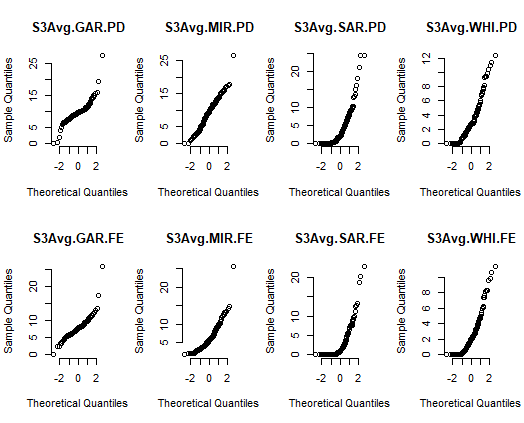 S3Avg.GAR.PD
S3Avg.MIR.PD
S3Avg.SAR.PD
S3Avg.WHI.PD
Sample Quantiles
0 5 15 25
-2 0 2
Theoretical Quantiles
Sample Quantiles
0 5 15 25
-2 0 2
Theoretical Quantiles
Sample Quantiles
0 5 10 20
-2 0 2
Theoretical Quantiles
Sample Quantiles
0 2 4 6 8 12
-2 0 2
Theoretical Quantiles
S3Avg.GAR.FE
S3Avg.MIR.FE
S3Avg.SAR.FE
S3Avg.WHI.FE
Sample Quantiles
0 5 10 20
-2 0 2
Theoretical Quantiles
Sample Quantiles
5 10 15 25
-2 0 2
Theoretical Quantiles
Sample Quantiles
0 5 10 20
-2 0 2
Theoretical Quantiles
Sample Quantiles
0 2 4 6 8
-2 0 2
Theoretical Quantiles